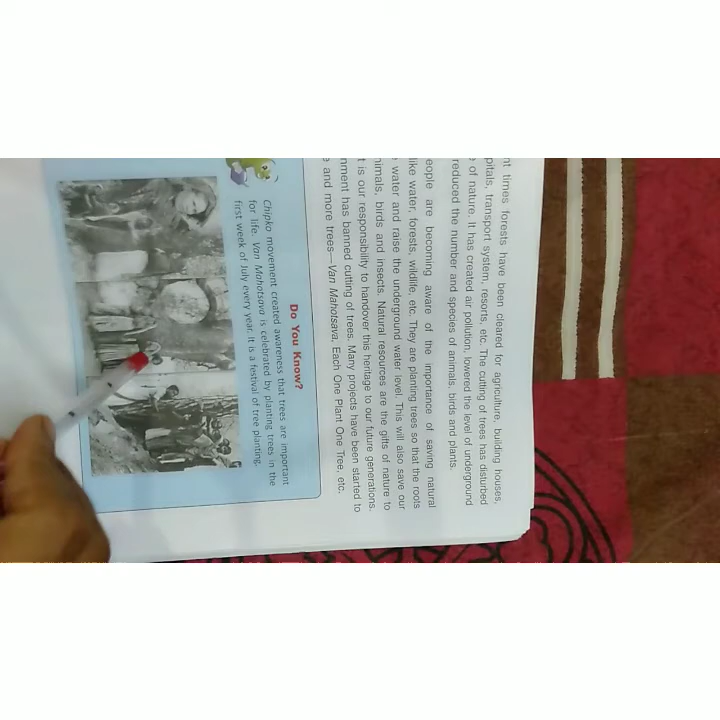 nt times forests have been cleared for agriculture, building houses,
pitals, transport system, resorts, etc. The cutting of trees has disturbed
e of nature. It has created air pollution, lowered the level of underground
reduced the number and species of animals, birds and plants.
eople are becoming aware of the importance of saving natural
like water, forests, wildlife, etc. They are planting trees so that the roots
water and raise the underground water level. This will also save our
nimals, birds and insects. Natural resources are the gifts of nature to
t is our responsibility to handover this heritage to our future generations.
nment has banned cutting of trees. Many projects have been started to
e and more trees—Van Mahotsava, Each One Plant One Tree, etc.
Do You Know?
Chipko movement created awareness that trees are important
for life. Van Mahotsava is celebrated by planting trees in the
first week of July every year. It is a festival of tree planting.